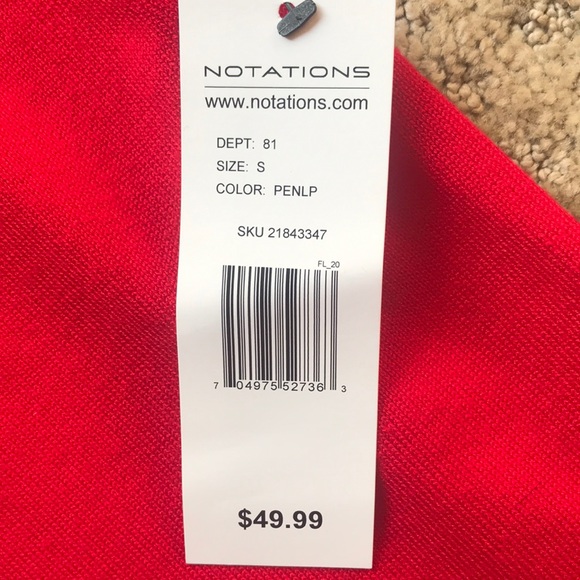 NOTATIONS
www.notations.com
DEPT: 81
SIZE: S
COLOR: PENLP
SKU 21843347
FL_20
7 04975 52736 3
$49.99